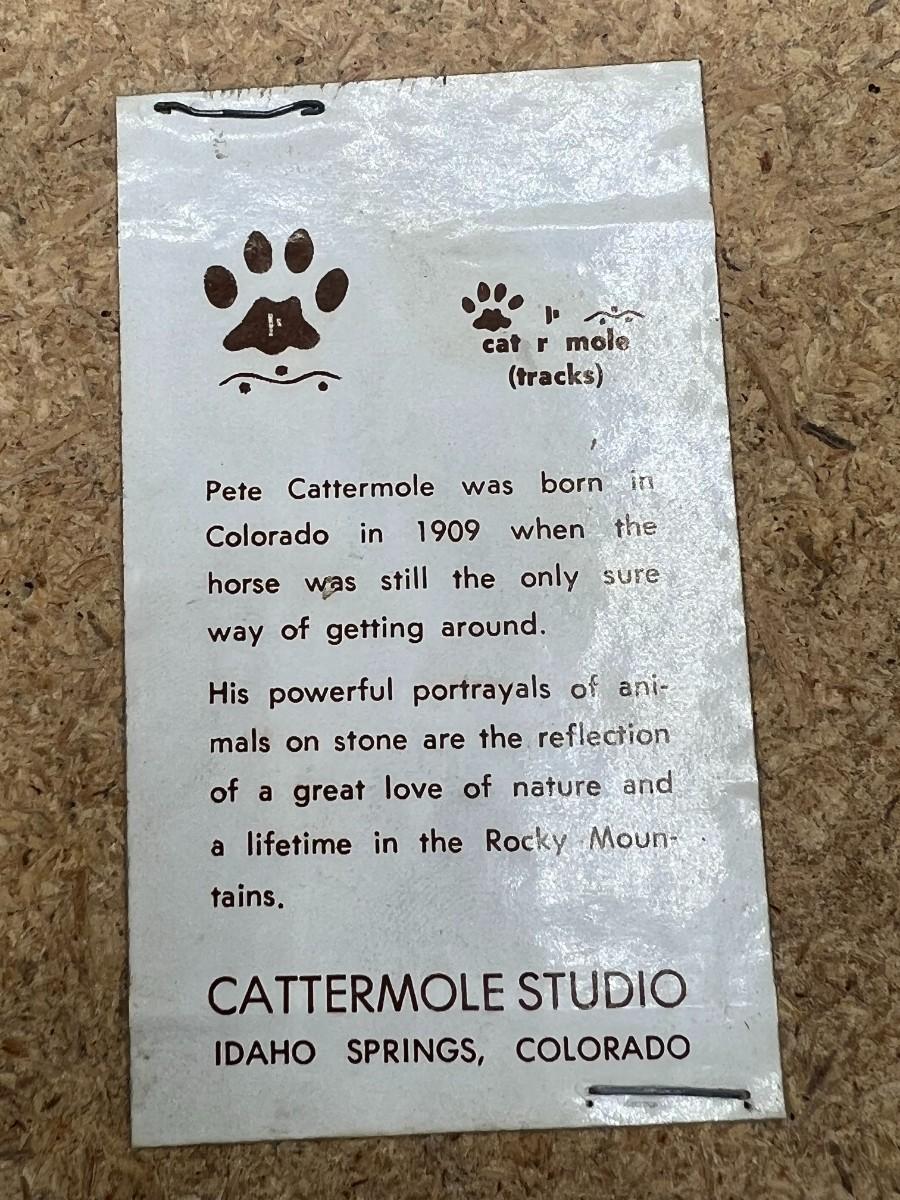 cat r mole
(tracks)
Pete Cattermole was born in
Colorado in 1909 when the
horse was still the only sure
way of getting around.
His powerful portrayals of ani-
mals on stone are the reflection
of a great love of nature and
a lifetime in the Rocky Moun-
tains.
CATTERMOLE STUDIO
IDAHO SPRINGS, COLORADO